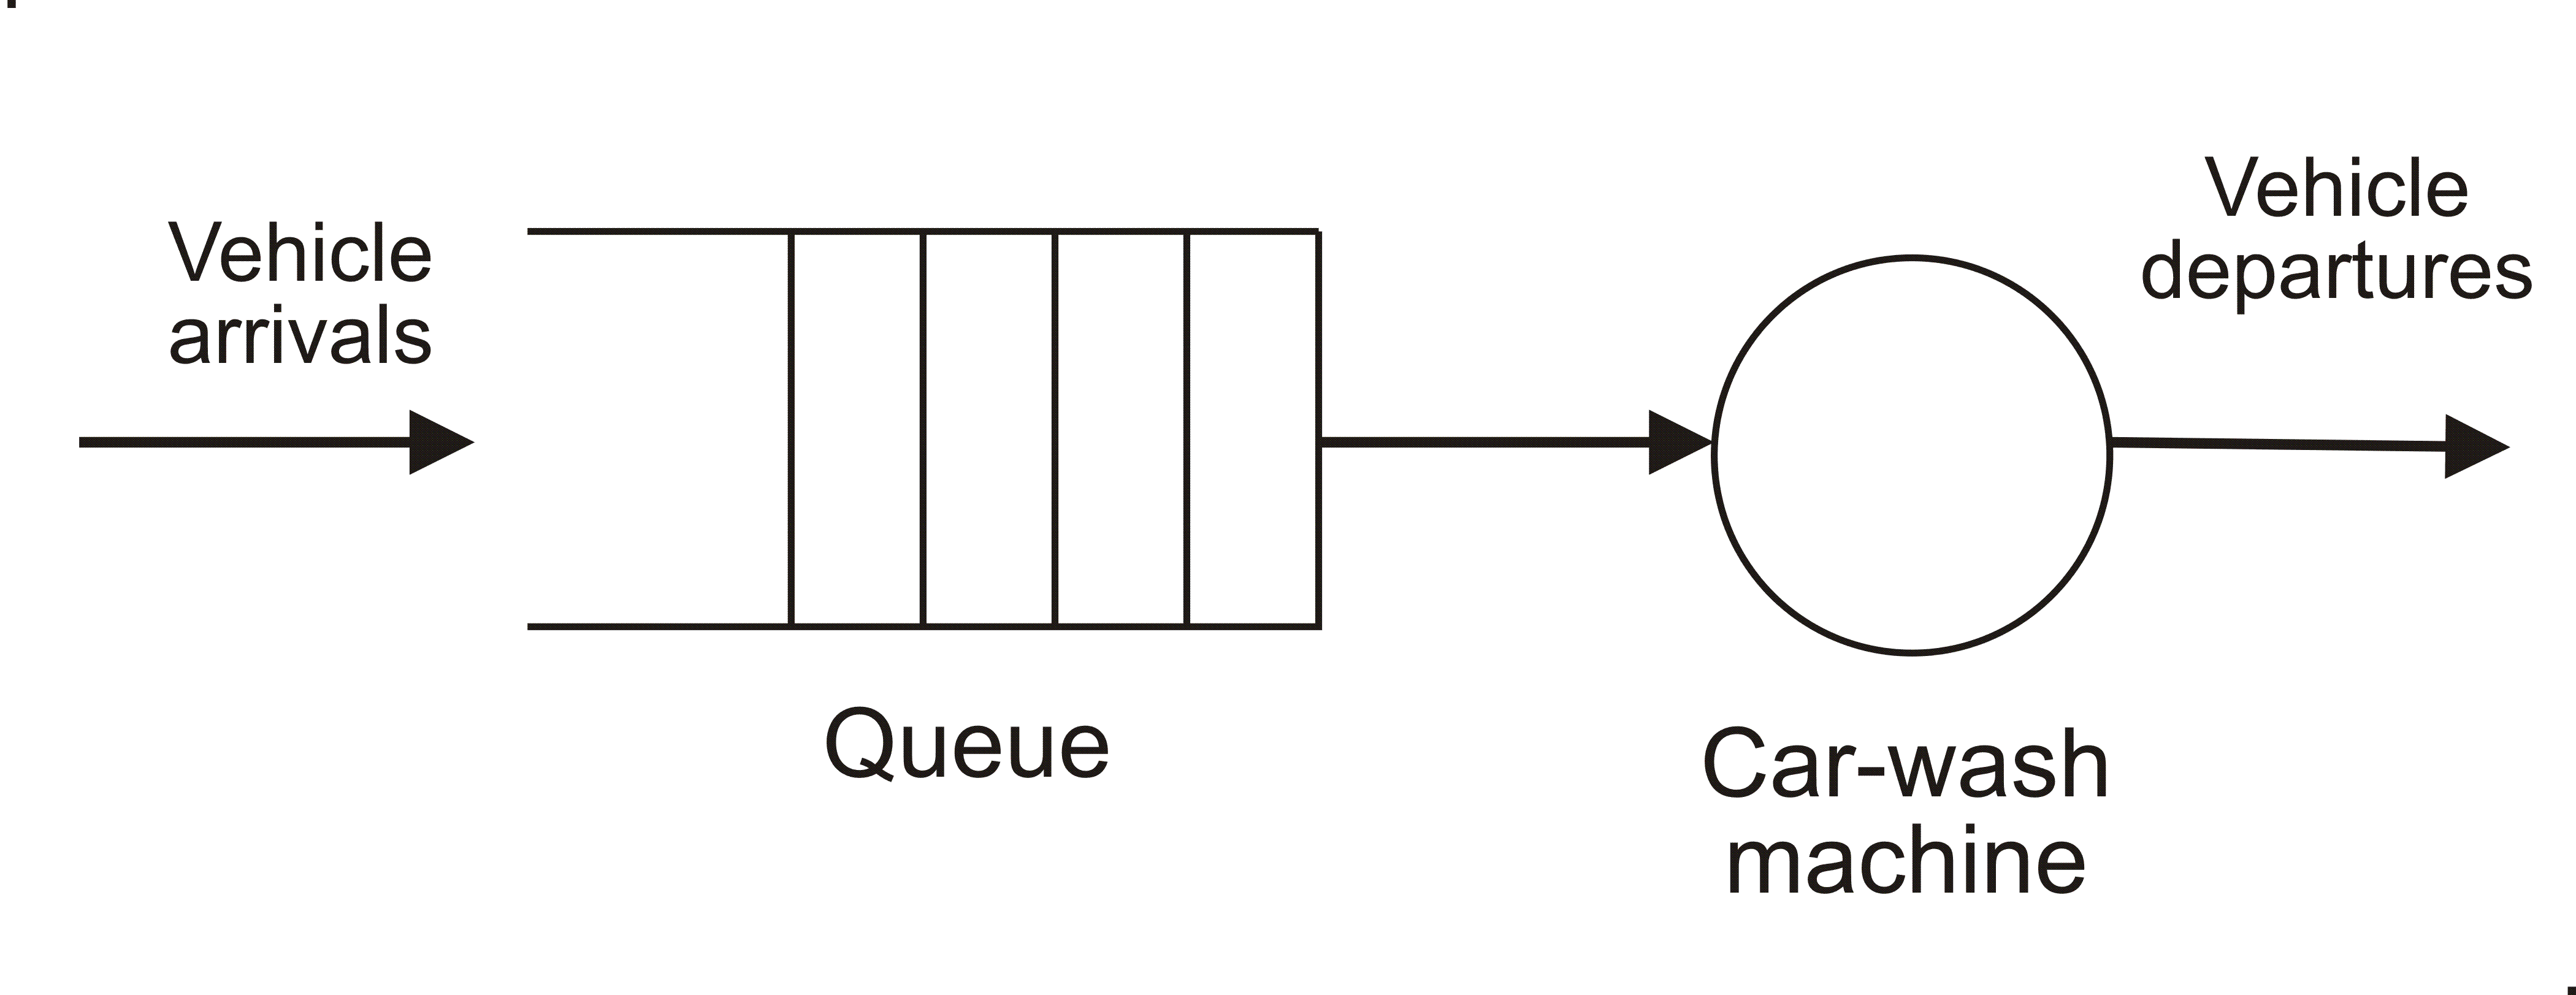 Vehicle
arrivals
Vehicle
departures
Queue
Car-wash
machine